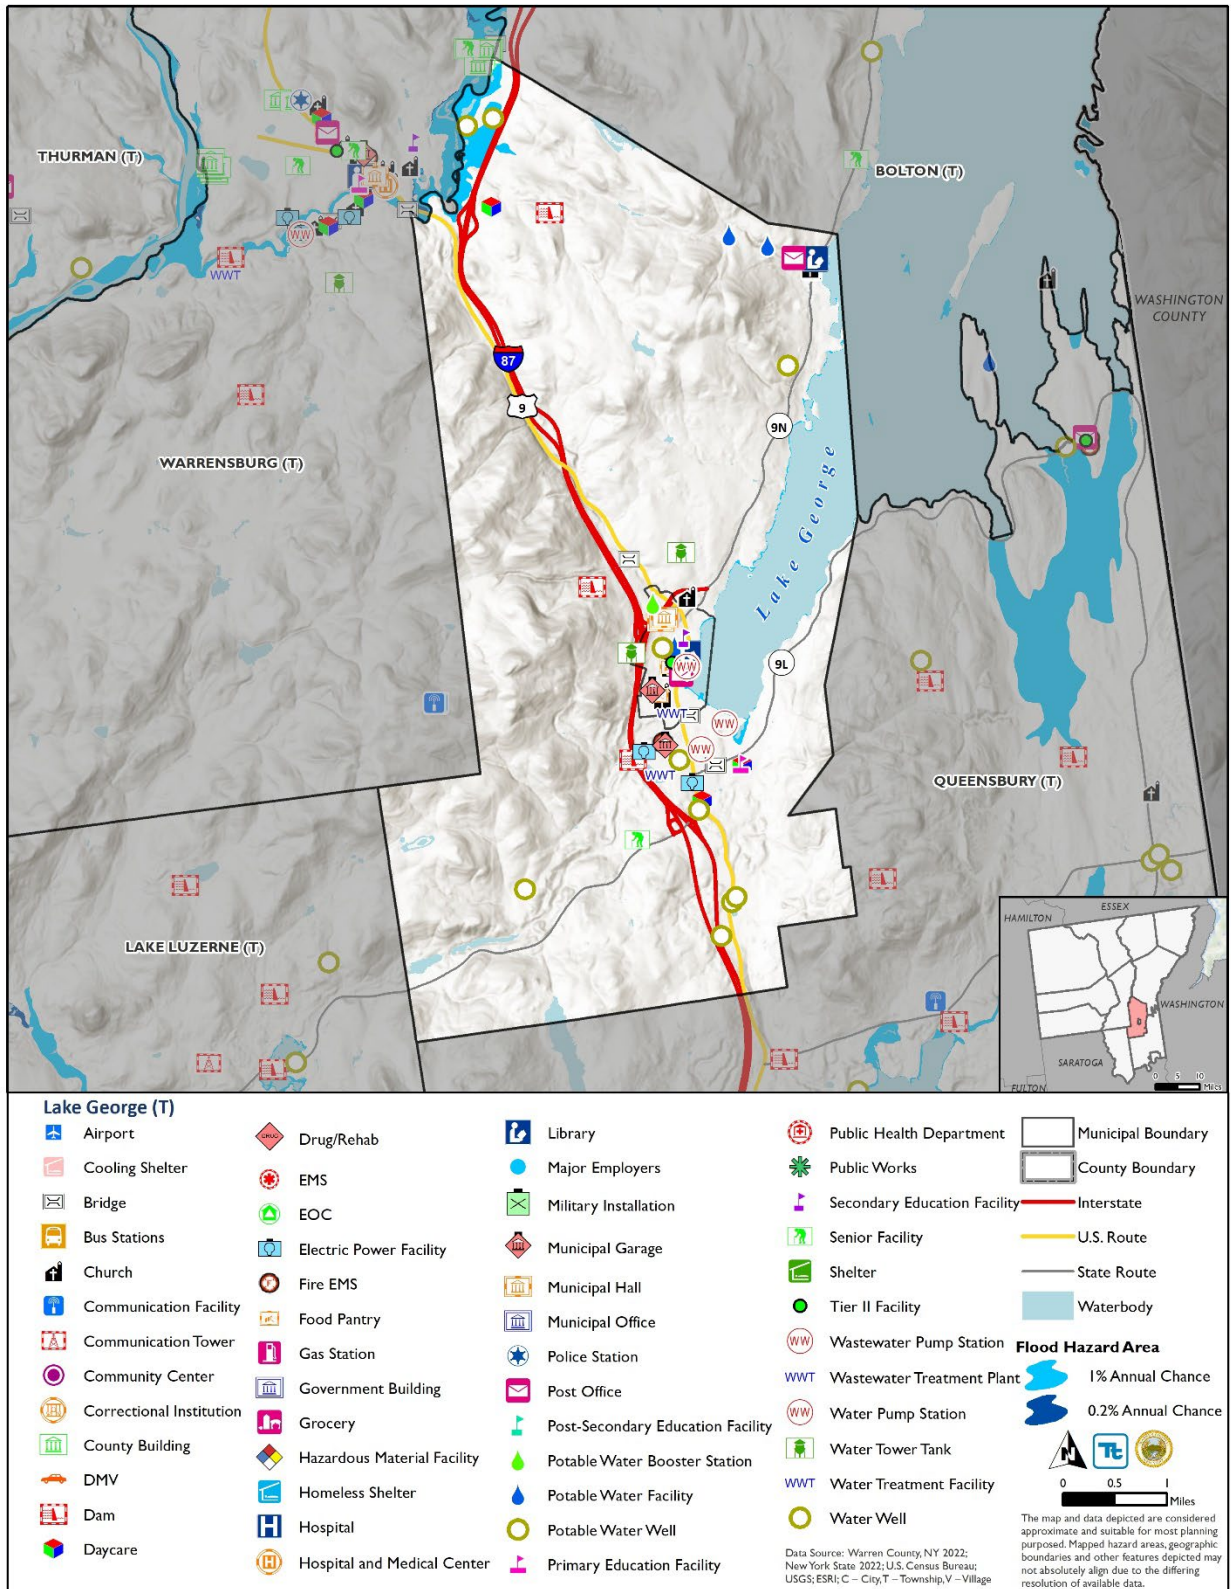 THURMAN (T)
BOLTON (T)
WASHINGTON
COUNTY
WWT
87
9
9N
WARRENSBURG (T)
Lake George
9L
WW
WWT
WW
WW
WWT
QUEENSBURY (T)
LAKE LUZERNE (T)
WW
ESSEX
HAMILTON
WASHINGTON
SARATOGA
FULTON
0 5 10
Miles
Lake George (T)
Airport
Cooling Shelter
Bridge
Bus Stations
Church
Communication Facility
Communication Tower
Community Center
Correctional Institution
County Building
DMV
Dam
Daycare
DRUG Drug/Rehab
EMS
EOC
Electric Power Facility
Fire EMS
Food Pantry
Gas Station
Government Building
Grocery
Hazardous Material Facility
Homeless Shelter
H Hospital
H Hospital and Medical Center
Library
Major Employers
Military Installation
Municipal Garage
Municipal Hall
Municipal Office
Police Station
Post Office
Post-Secondary Education Facility
Potable Water Booster Station
Potable Water Facility
Potable Water Well
Primary Education Facility
Public Health Department
Public Works
Secondary Education Facility
Senior Facility
Shelter
Tier II Facility
WW Wastewater Pump Station
WWT Wastewater Treatment Plant
WW Water Pump Station
Water Tower Tank
WWT Water Treatment Facility
Water Well
Data Source: Warren County, NY 2022;
New York State 2022; U.S. Census Bureau;
USGS; ESRI; C – City, T – Township, V – Village
Municipal Boundary
County Boundary
Interstate
U.S. Route
State Route
Waterbody
Flood Hazard Area
1% Annual Chance
0.2% Annual Chance
N
Tt
0 0.5 1
Miles
The map and data depicted are considered
approximate and suitable for most planning
purposed. Mapped hazard areas, geographic
boundaries and other features depicted may
not absolutely align due to the differing
resolution of available data.